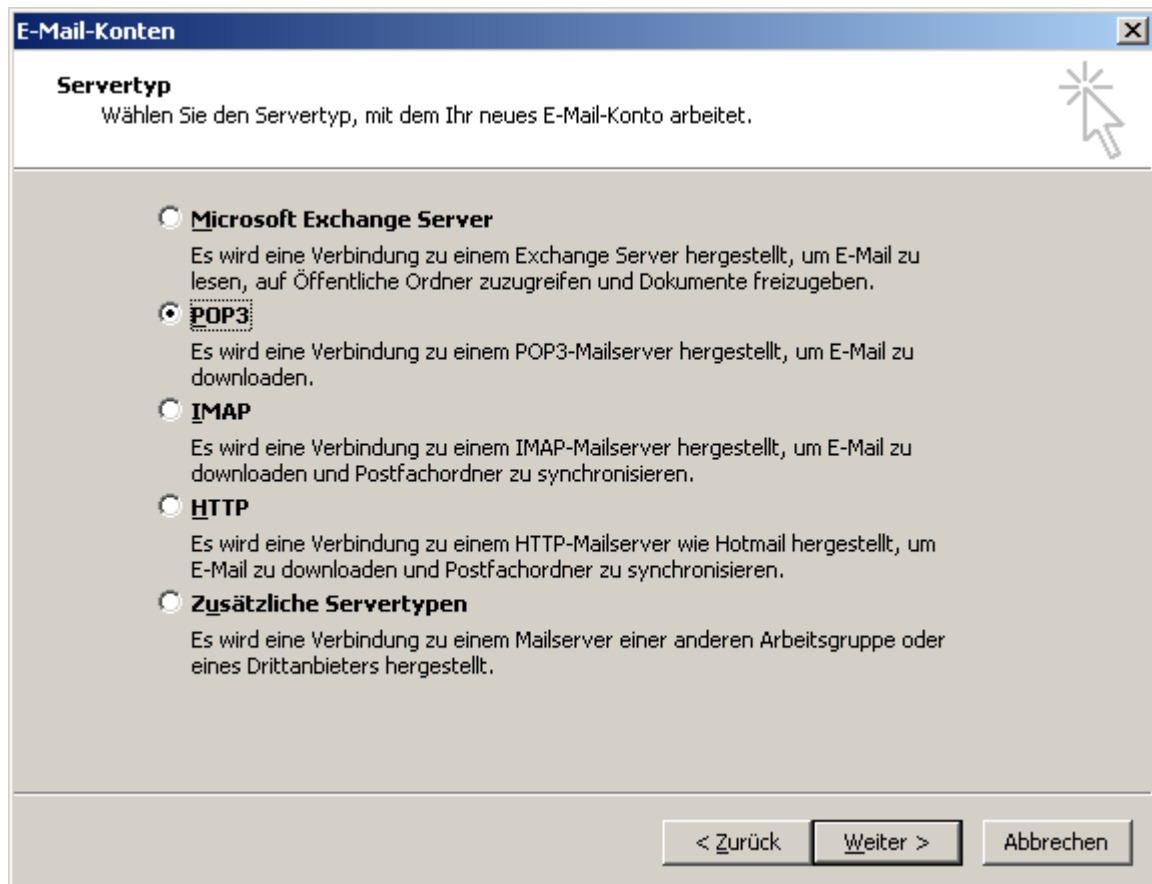 E-Mail-Konten
Servertyp
Wählen Sie den Servertyp, mit dem Ihr neues E-Mail-Konto arbeitet.
Microsoft Exchange Server
Es wird eine Verbindung zu einem Exchange Server hergestellt, um E-Mail zu
lesen, auf Öffentliche Ordner zuzugreifen und Dokumente freizugeben.
POP3
Es wird eine Verbindung zu einem POP3-Mailserver hergestellt, um E-Mail zu
downloaden.
IMAP
Es wird eine Verbindung zu einem IMAP-Mailserver hergestellt, um E-Mail zu
downloaden und Postfachordner zu synchronisieren.
HTTP
Es wird eine Verbindung zu einem HTTP-Mailserver wie Hotmail hergestellt, um
E-Mail zu downloaden und Postfachordner zu synchronisieren.
Zusätzliche Servertypen
Es wird eine Verbindung zu einem Mailserver einer anderen Arbeitsgruppe oder
eines Drittanbieters hergestellt.
< Zurück Weiter > Abbrechen